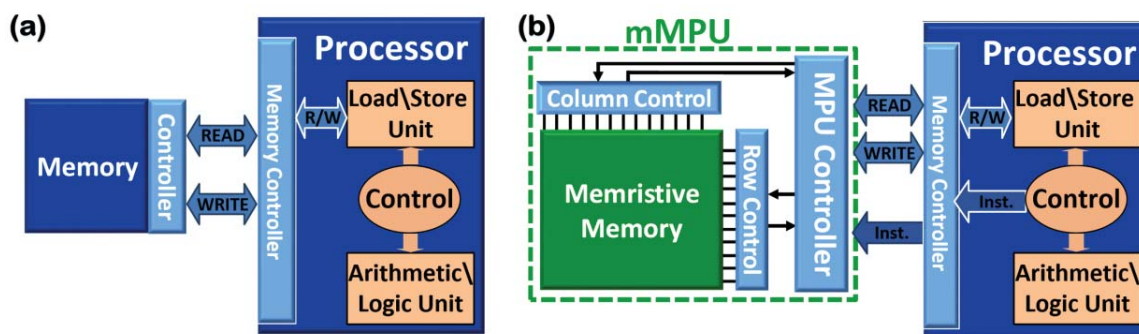 (a)
Processor
Memory
Controller
READ
WRITE
Memory Controller
R/W
Load\Store
Unit
Control
Arithmetic\
Logic Unit
(b)
mMPU
Column Control
Memristive
Memory
Row Control
MPU Controller
READ
WRITE
Inst.
Memory Controller
Processor
R/W
Load\Store
Unit
Inst.
Control
Arithmetic\
Logic Unit